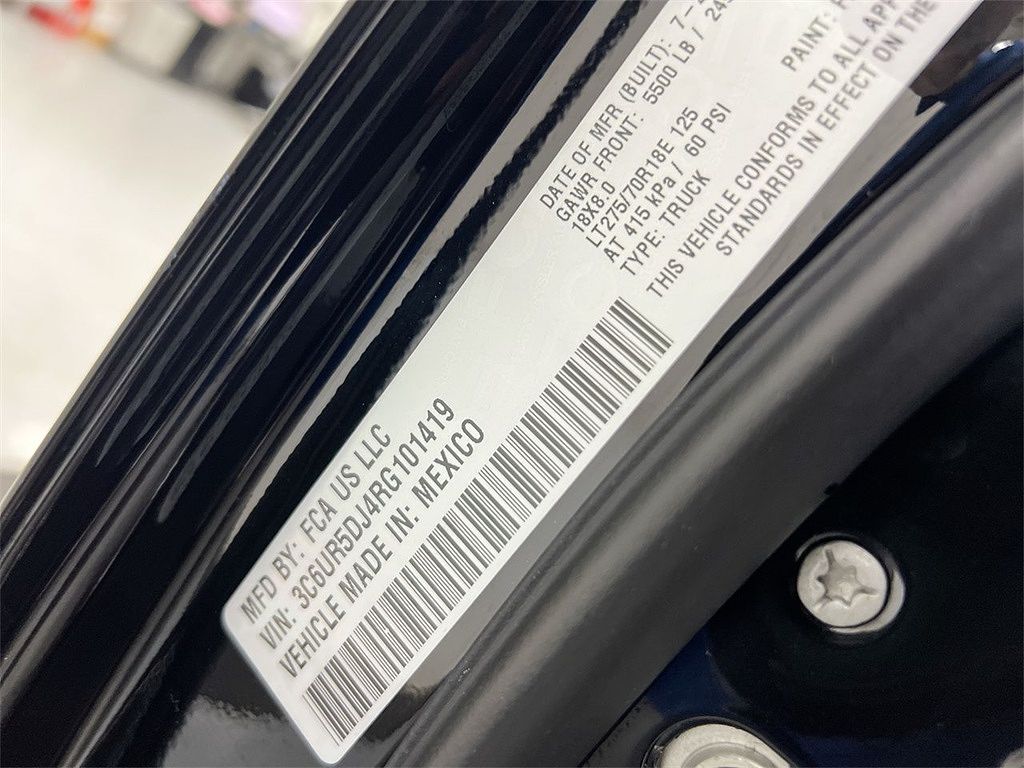 MFD BY: FCA US LLC
VIN: 3C6UR5DJ4RG101419
VEHICLE MADE IN: MEXICO
DATE OF MFR (BUILT): 7-
GAWR FRONT: 5500 LB /
18X8.0
LT275/70R18E 125
AT 415 kPa / 60 PSI
TYPE: TRUCK
PAINT:
THIS VEHICLE CONFORMS TO ALL
STANDARDS IN EFFECT ON THE